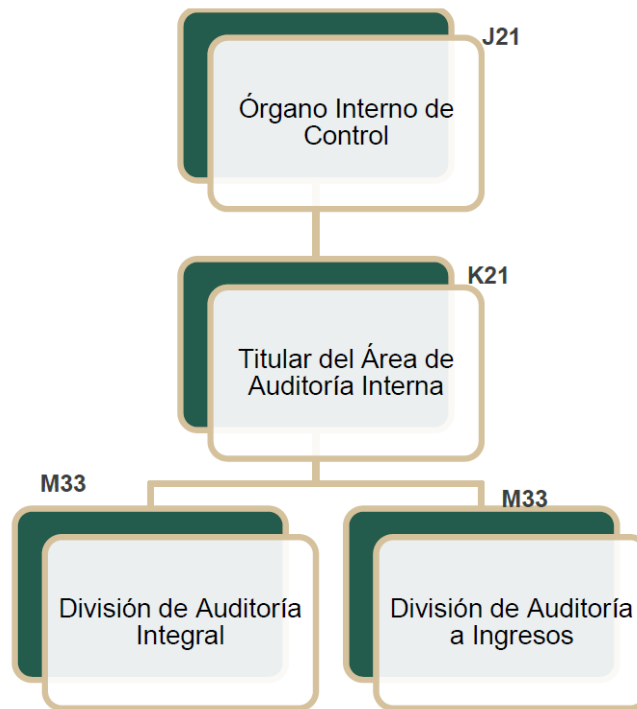 J21
Órgano Interno de
Control
K21
Titular del Área de
Auditoría Interna
M33
División de Auditoría
Integral
M33
División de Auditoría
a Ingresos